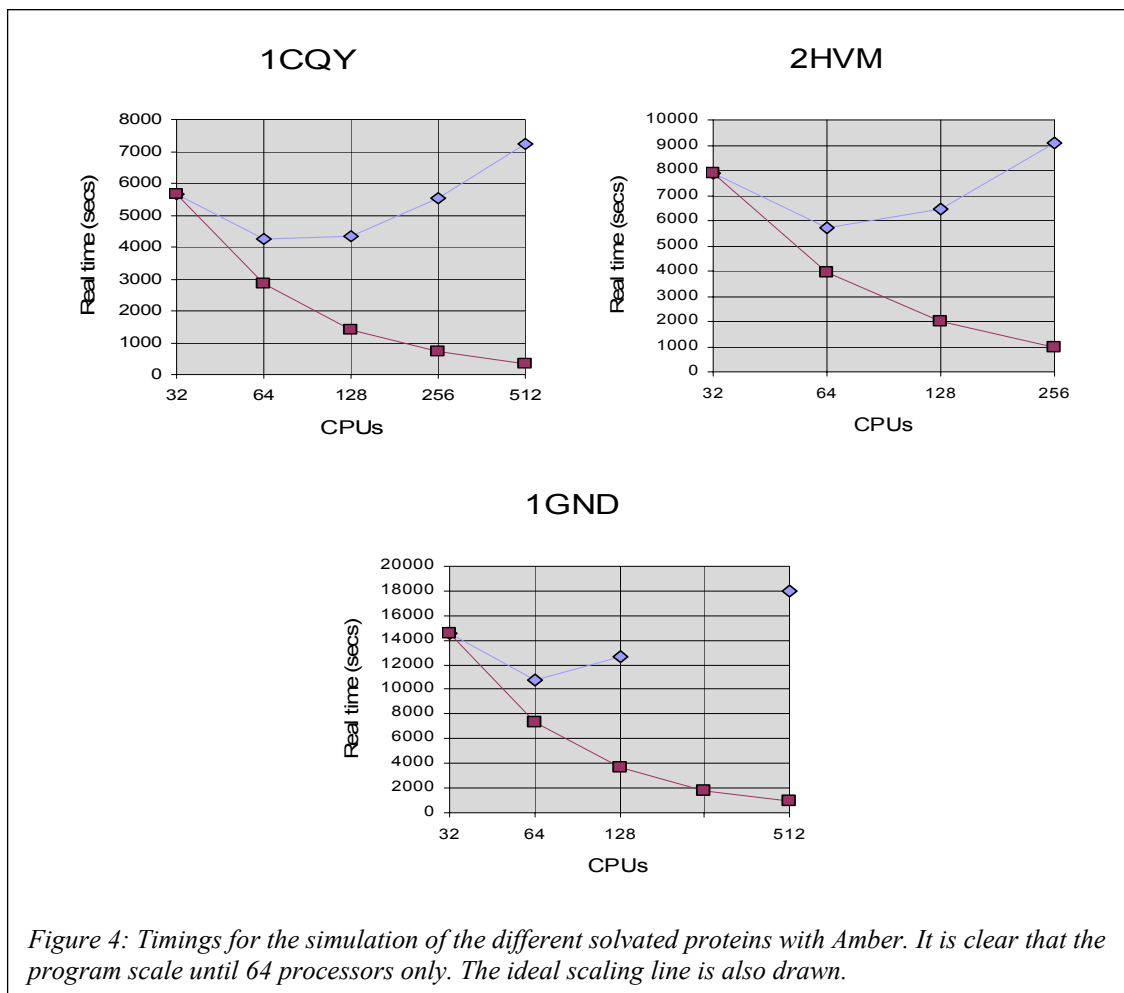 1CQY
8000
7000
6000
5000
4000
3000
2000
1000
0
Real time (secs)
32 64 128 256 512
CPUs
2HVM
10000
9000
8000
7000
6000
5000
4000
3000
2000
1000
0
Real time (secs)
32 64 128 256
CPUs
1GND
20000
18000
16000
14000
12000
10000
8000
6000
4000
2000
0
Real time (secs)
32 64 128 512
CPUs
Figure 4: Timings for the simulation of the different solvated proteins with Amber. It is clear that the
program scale until 64 processors only. The ideal scaling line is also drawn.